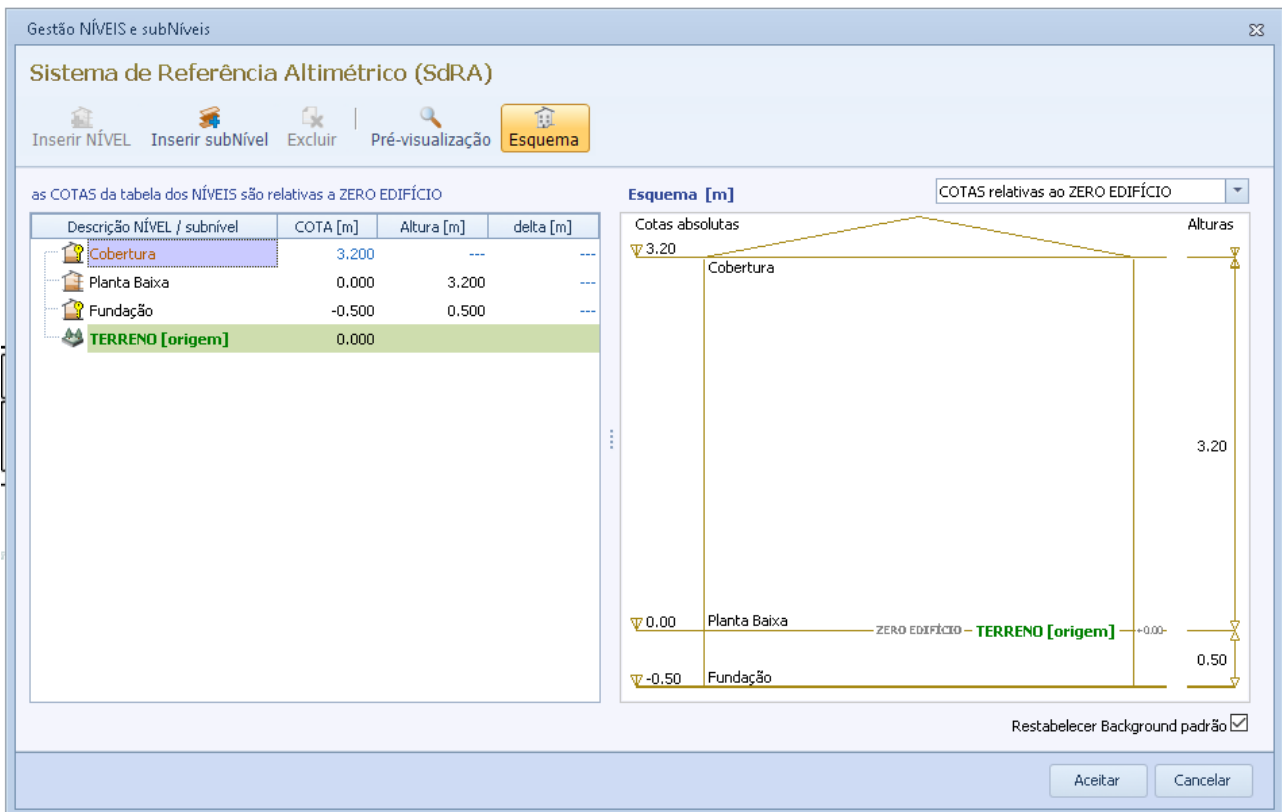 Gestão NÍVEIS e subNíveis
Sistema de Referência Altimétrico (SdRA)
Inserir NÍVEL Inserir subNível Excluir Pré-visualização Esquema
as COTAS da tabela dos NÍVEIS são relativas a ZERO EDIFÍCIO
Esquema [m] COTAS relativas ao ZERO EDIFÍCIO
Descrição NÍVEL / subnível COTA [m] Altura [m] delta [m]
Cobertura 3.200 --- ---
Planta Baixa 0.000 3.200 ---
Fundação -0.500 0.500 ---
TERRENO [origem] 0.000
Cotas absolutas Alturas
3.20
Cobertura
3.20
0.00 Planta Baixa ZERO EDIFÍCIO TERRENO [origem] +0.00
0.50
-0.50 Fundação
Restabelecer Background padrão
Aceitar Cancelar